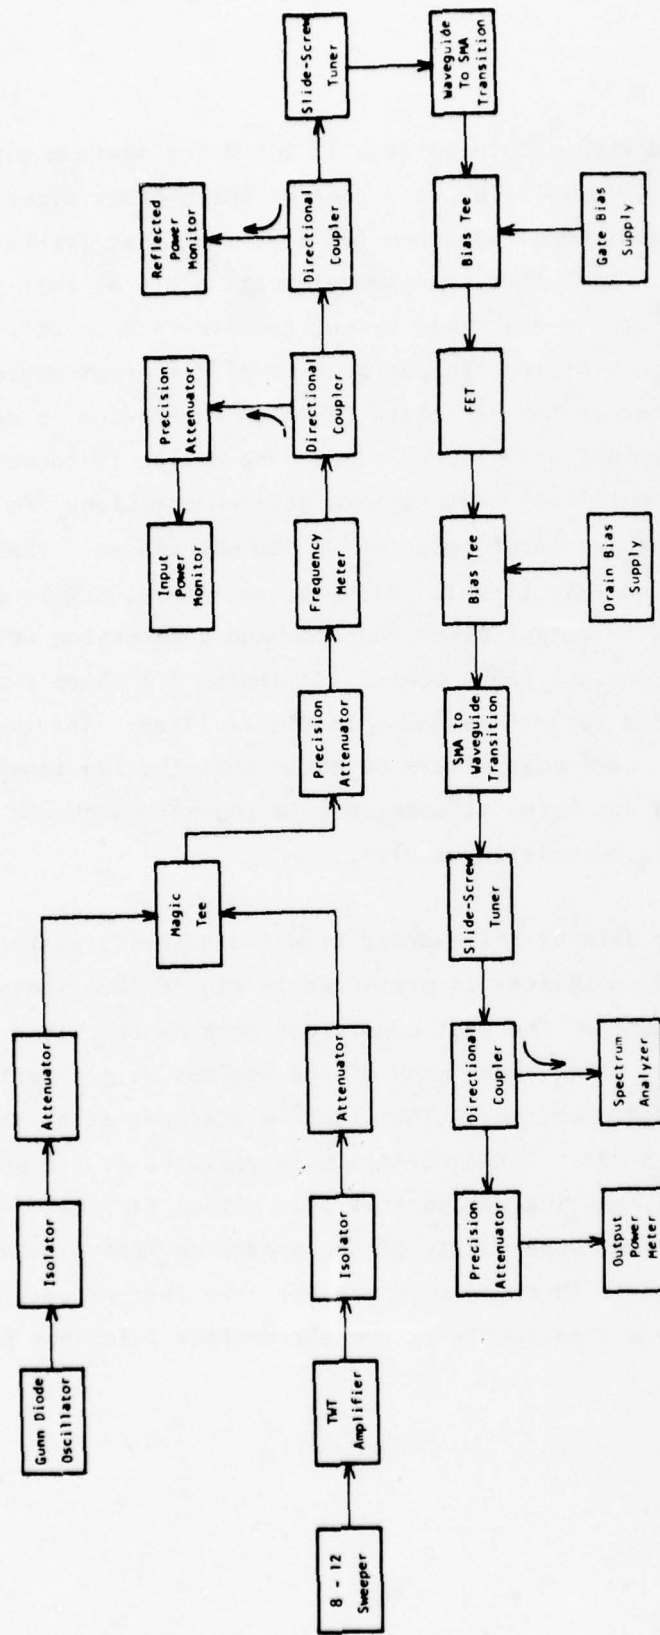 Gunn Diode
Oscillator
Isolator
Attenuator
Magic
Tee
8 - 12
Sweeper
TWT
Amplifier
Isolator
Attenuator
Precision
Attenuator
Frequency
Meter
Directional
Coupler
Precision
Attenuator
Input
Power
Monitor
Directional
Coupler
Reflected
Power
Monitor
Slide-Screw
Tuner
Waveguide
To SMA
Transition
Bias Tee
Gate Bias
Supply
FET
Bias Tee
Drain Bias
Supply
SMA to
Waveguide
Transition
Slide-Screw
Tuner
Directional
Coupler
Spectrum
Analyzer
Precision
Attenuator
Output
Power
Meter